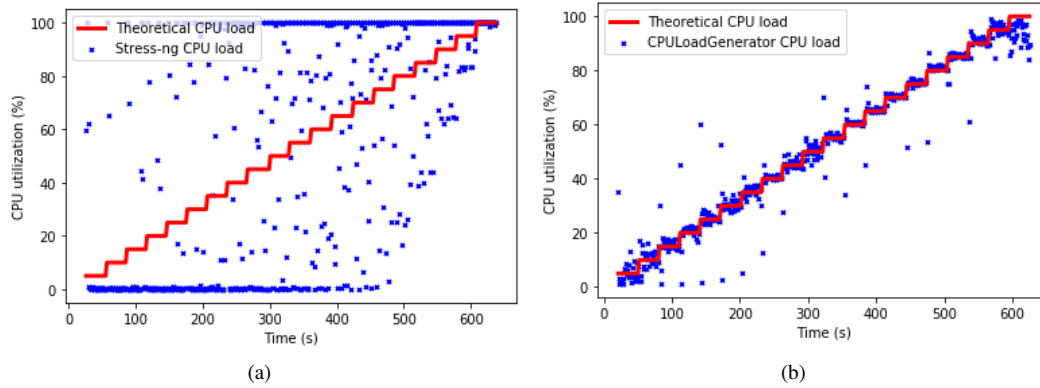 100
80
60
40
20
0
CPU utilization (%)
Theoretical CPU load
Stress-ng CPU load
0 100 200 300 400 500 600
Time (s)
(a)
100
80
60
40
20
0
CPU utilization (%)
Theoretical CPU load
CPULoadGenerator CPU load
0 100 200 300 400 500 600
Time (s)
(b)